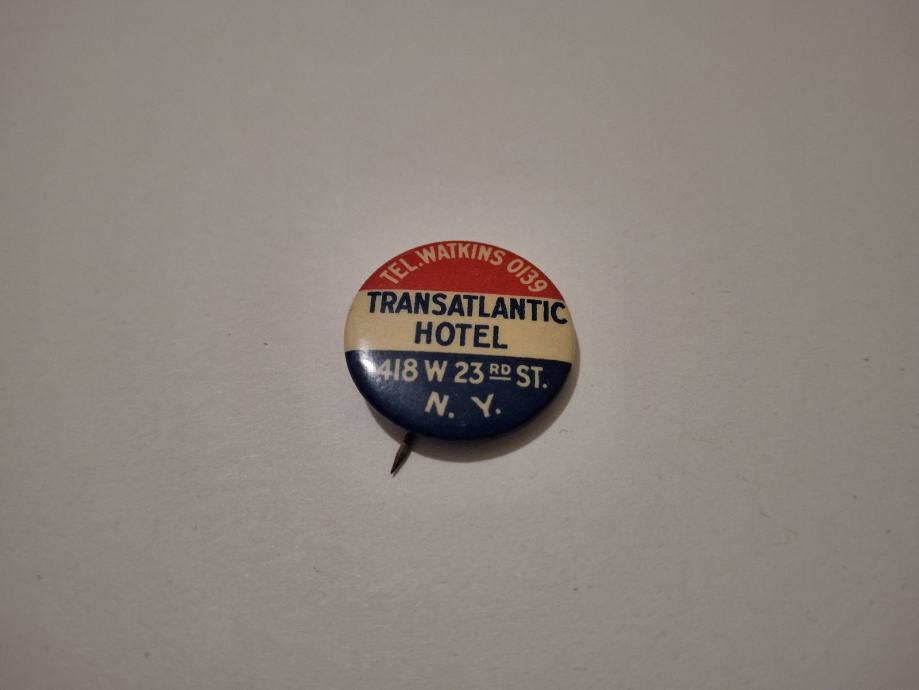 TEL. WATKINS 0139
TRANSATLANTIC
HOTEL
418 W 23RD ST.
N. Y.